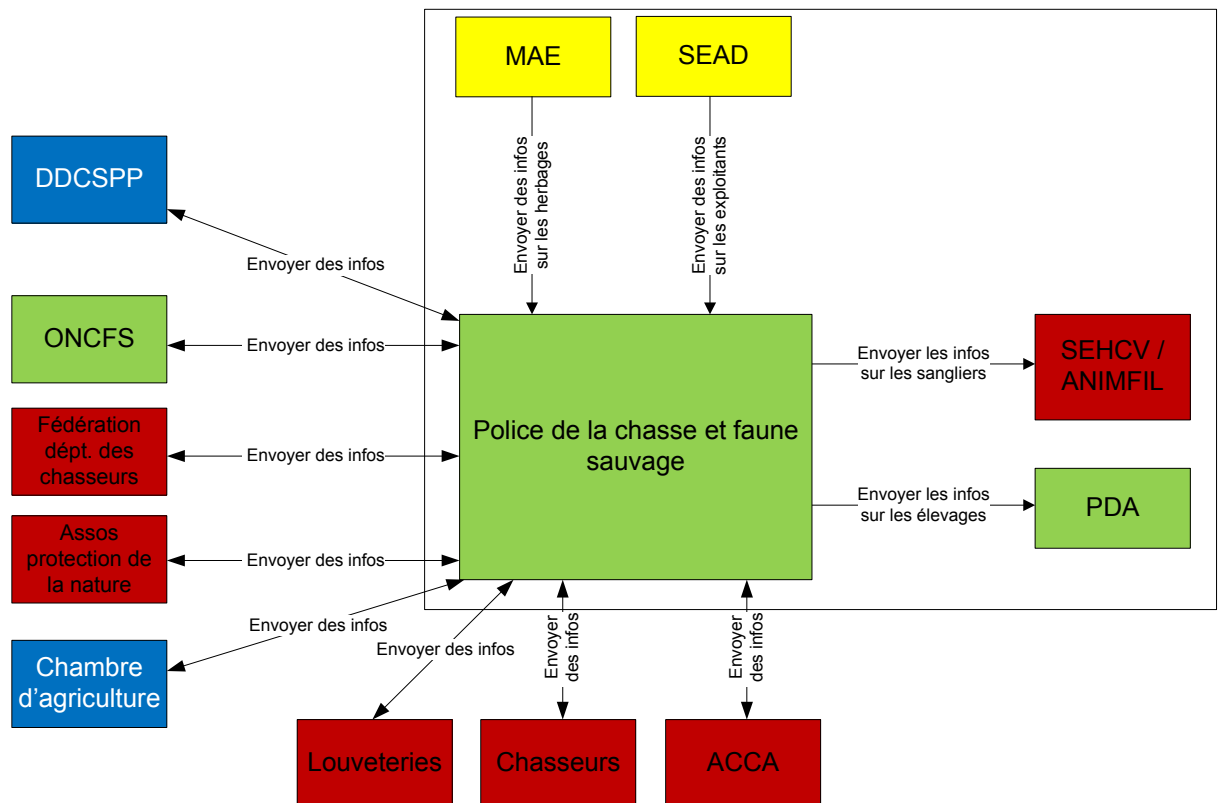 MAE
SEAD
Envoyer des infos
sur les herbages
Envoyer des infos
sur les exploitants
DDCSPP
Envoyer des infos
ONCFS
Envoyer des infos
Fédération
dépt. des
chasseurs
Envoyer des infos
Assos
protection de
la nature
Envoyer des infos
Chambre
d'agriculture
Envoyer des infos
Police de la chasse et faune
sauvage
Envoyer les infos
sur les sangliers
SEHCV /
ANIMFIL
Envoyer les infos
sur les élevages
PDA
Envoyer des infos
Envoyer
des infos
Envoyer
des infos
Louveteries
Chasseurs
ACCA